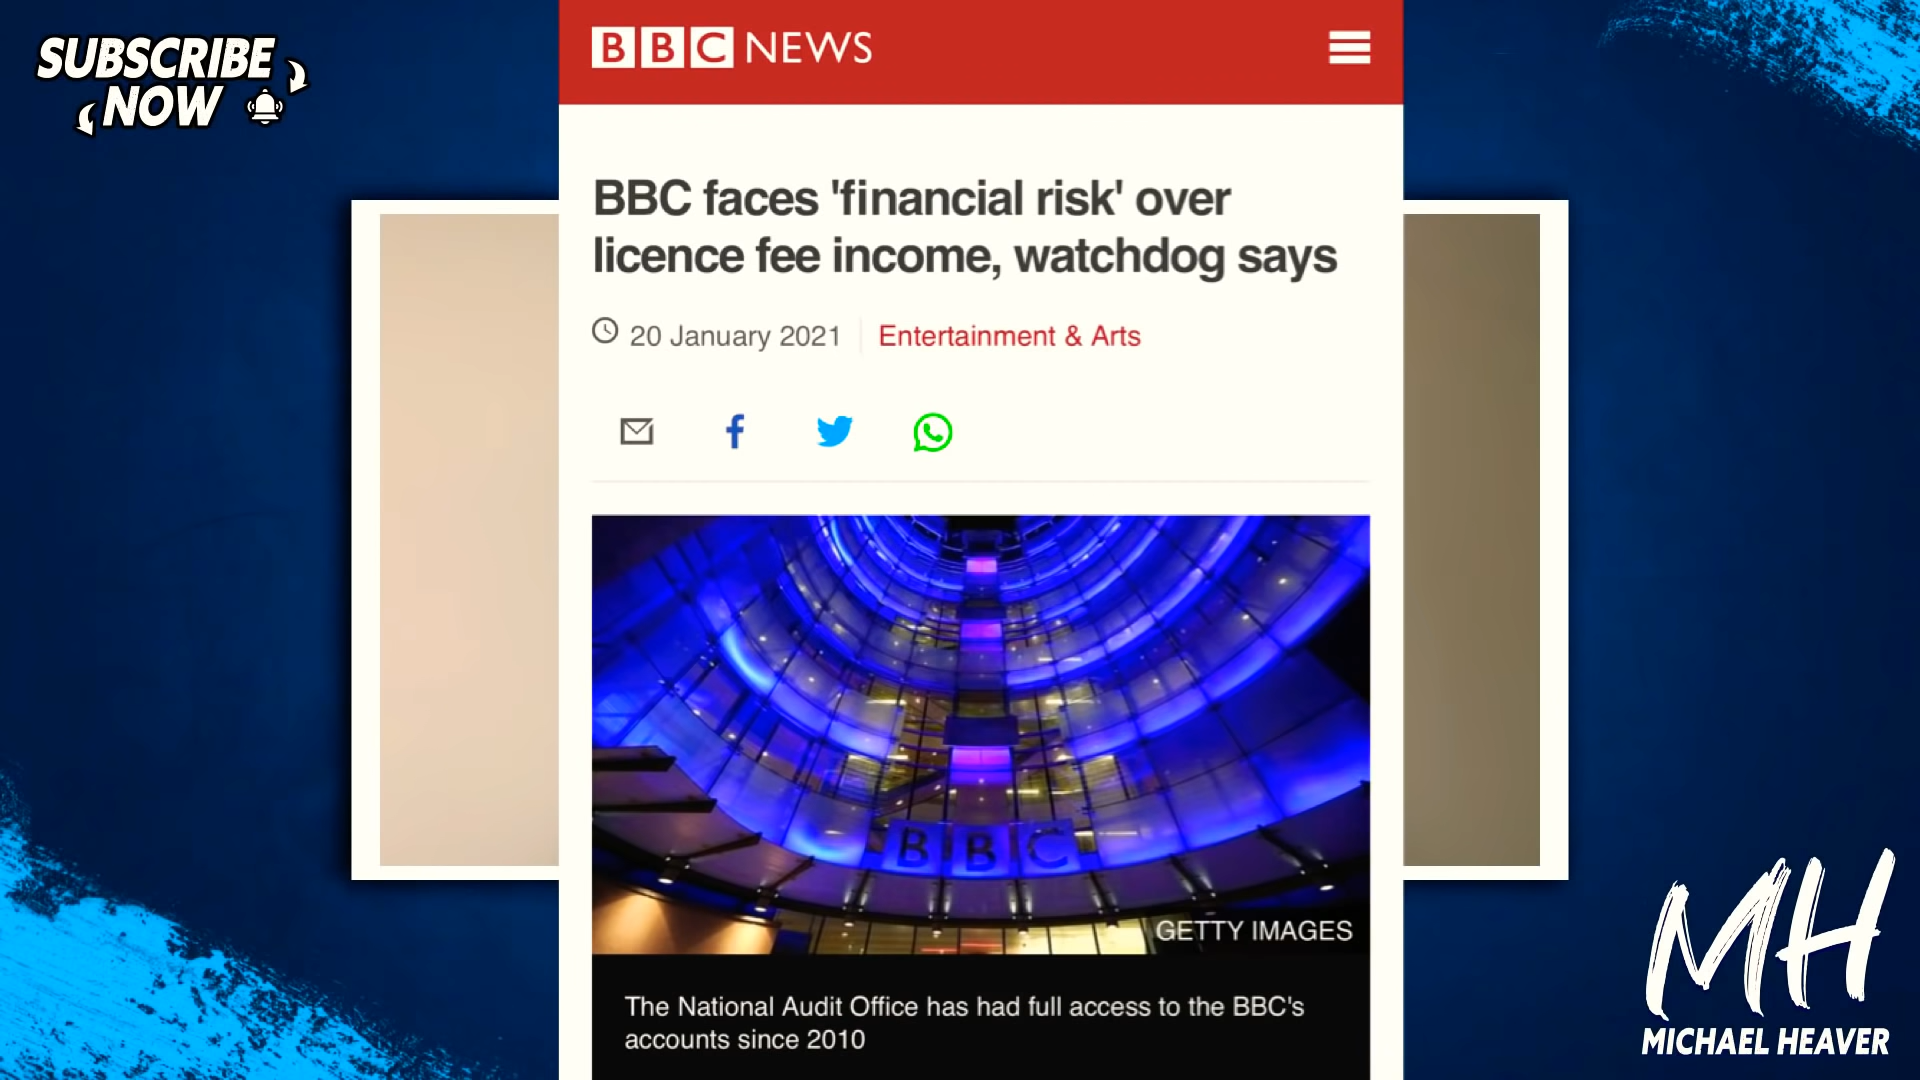 SUBSCRIBE
NOW
BBC NEWS
BBC faces 'financial risk' over
licence fee income, watchdog says
20 January 2021
Entertainment & Arts
BBC
GETTY IMAGES
The National Audit Office has had full access to the BBC's
accounts since 2010
MH
MICHAEL HEAVER